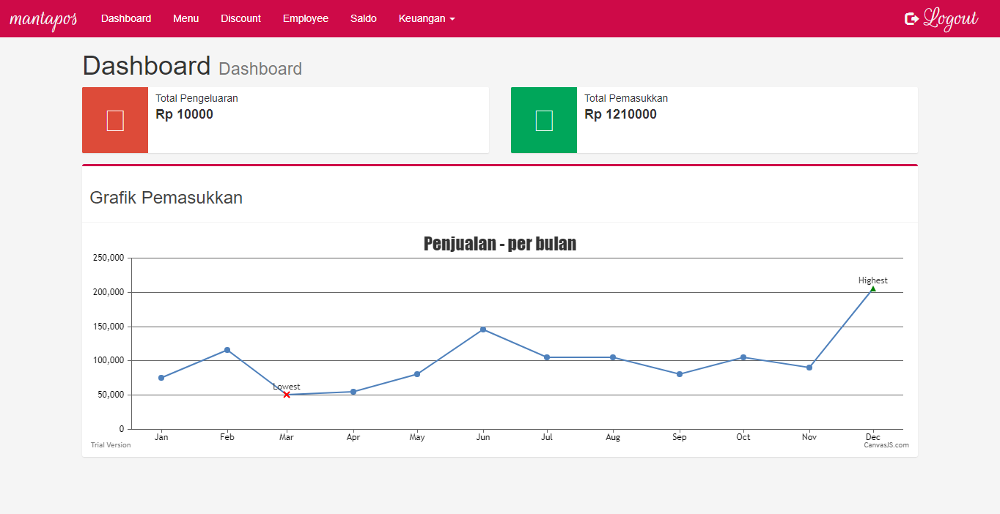 mantapos Dashboard Menu Discount Employee Saldo Keuangan Logout
Dashboard Dashboard
Total Pengeluaran
Rp 10000
Total Pemasukkan
Rp 1210000
Grafik Pemasukkan
Penjualan - per bulan
250,000
200,000
150,000
100,000
50,000
0
Highest
Lowest
Jan Feb Mar Apr May Jun Jul Aug Sep Oct Nov Dec
Trial Version
CanvasJS.com